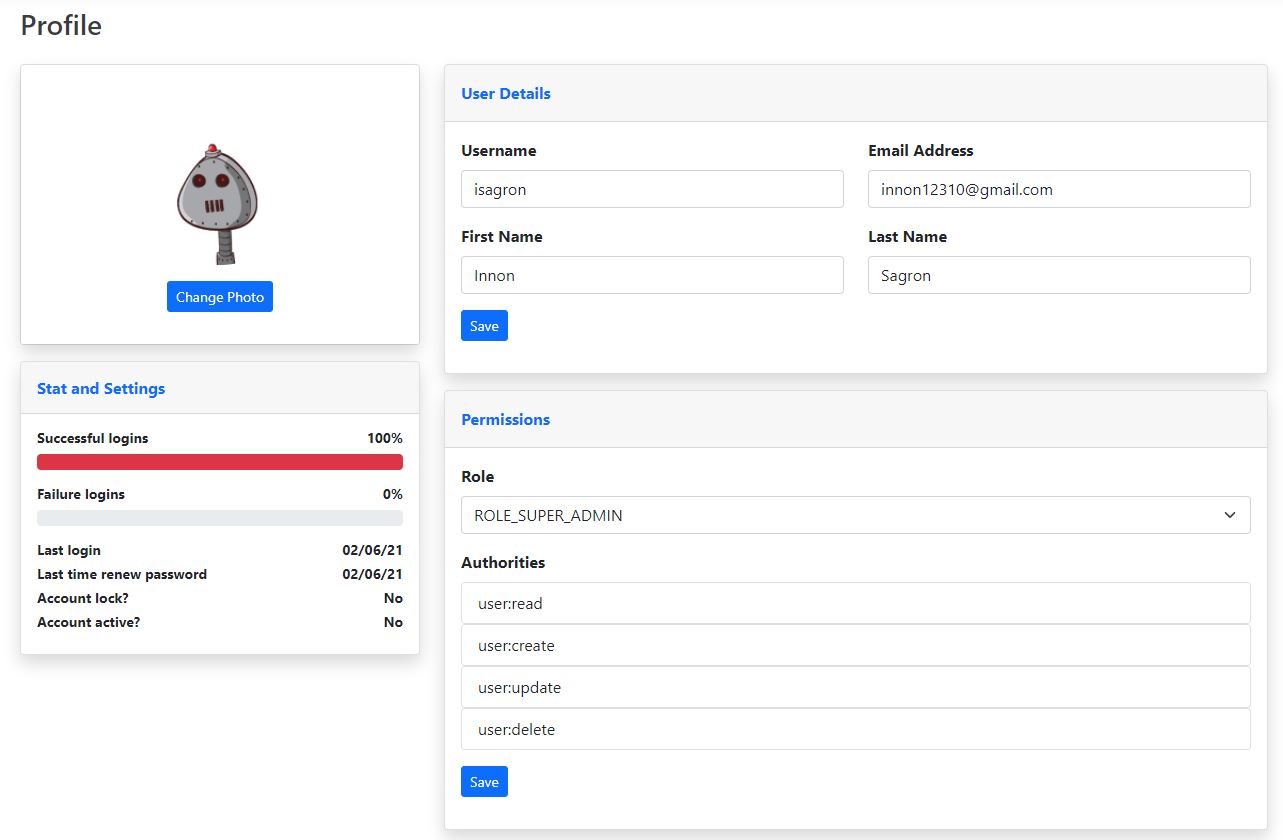 Profile
Change Photo
Stat and Settings
Successful logins 100%
Failure logins 0%
Last login 02/06/21
Last time renew password 02/06/21
Account lock? No
Account active? No
User Details
Username Email Address
isagron innon12310@gmail.com
First Name Last Name
Innon Sagron
Save
Permissions
Role
ROLE_SUPER_ADMIN
Authorities
user:read
user:create
user:update
user:delete
Save